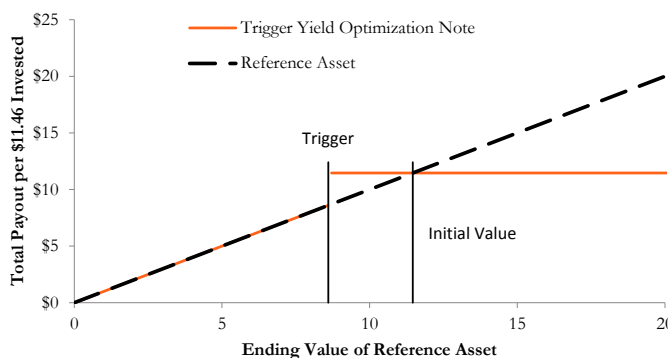 $25
$20
$15
$10
$5
$0
Total Payout per $11.46 Invested
Trigger Yield Optimization Note
Reference Asset
Trigger
Initial Value
0
5
10
15
20
Ending Value of Reference Asset